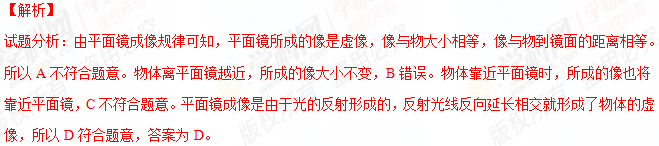 【解析】
试题分析：由平面镜成像规律可知，平面镜所成的像是虚像，像与物大小相等，像与物到镜面的距离相等。
所以 A 不符合题意。物体离平面镜越近，所成的像大小不变，B 错误。物体靠近平面镜时，所成的像也将
靠近平面镜，C 不符合题意。平面镜成像是由于光的反射形成的，反射光线反向延长相交就形成了物体的虚
像，所以 D 符合题意，答案为 D。